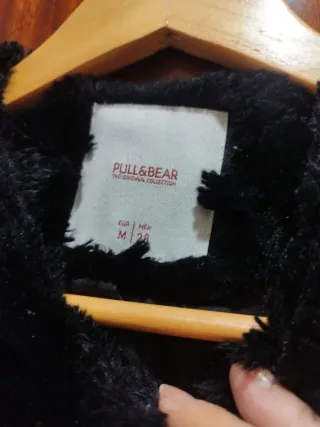 PULL&BEAR
THE ORIGINAL COLLECTION
EUR | MEX
M | 28